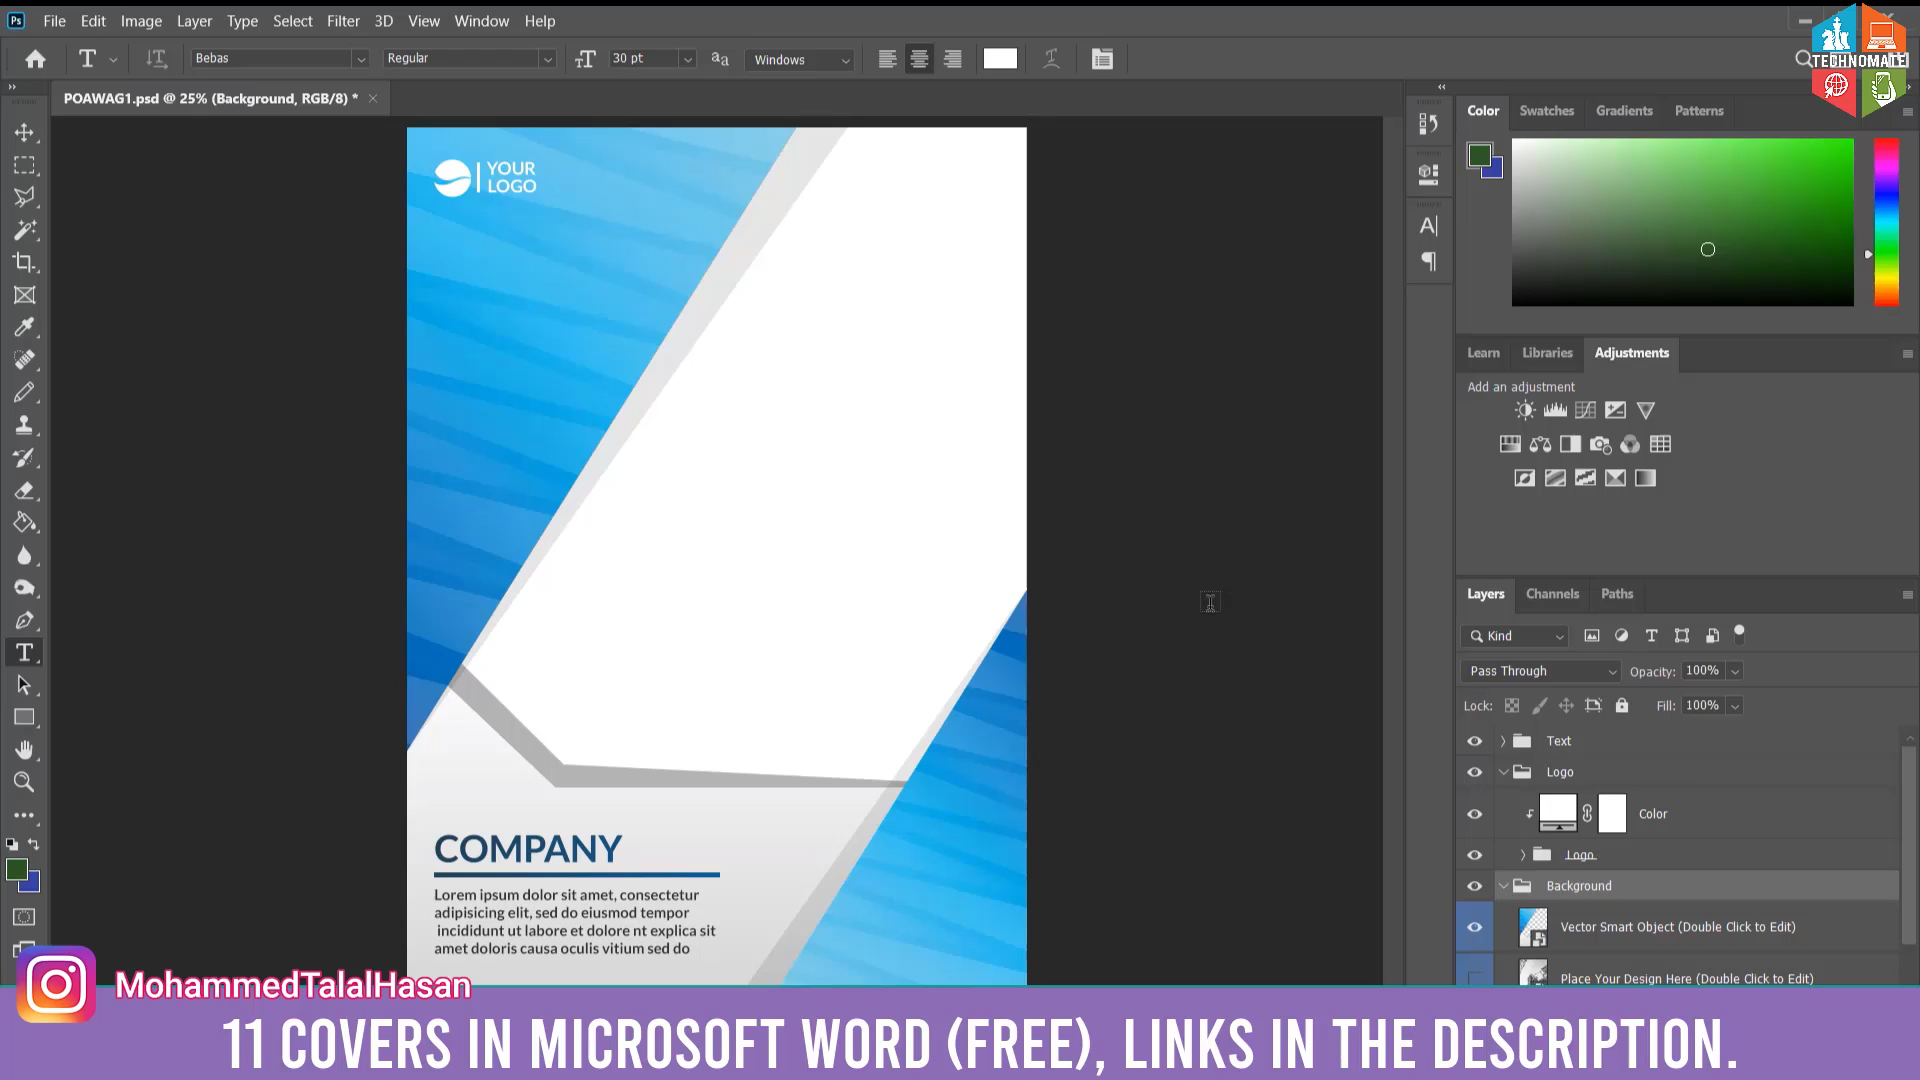 Ps File Edit Image Layer Type Select Filter 3D View Window Help
T Bebas Regular 30 pt aa Windows
TECHNOMATE
POAWAG1.psd @ 25% (Background, RGB/8) *
Color Swatches Gradients Patterns
YOUR
LOGO
Learn Libraries Adjustments
Add an adjustment
Layers Channels Paths
Kind
Pass Through Opacity: 100%
Lock: Fill: 100%
Text
Logo
Color
Logo
Background
Vector Smart Object (Double Click to Edit)
Place Your Design Here (Double Click to Edit)
COMPANY
Lorem ipsum dolor sit amet, consectetur
adipisicing elit, sed do eiusmod tempor
incididunt ut labore et dolore nt explica sit
amet doloris causa oculis vitium sed do
MohammedTalalHasan
11 COVERS IN MICROSOFT WORD (FREE), LINKS IN THE DESCRIPTION.